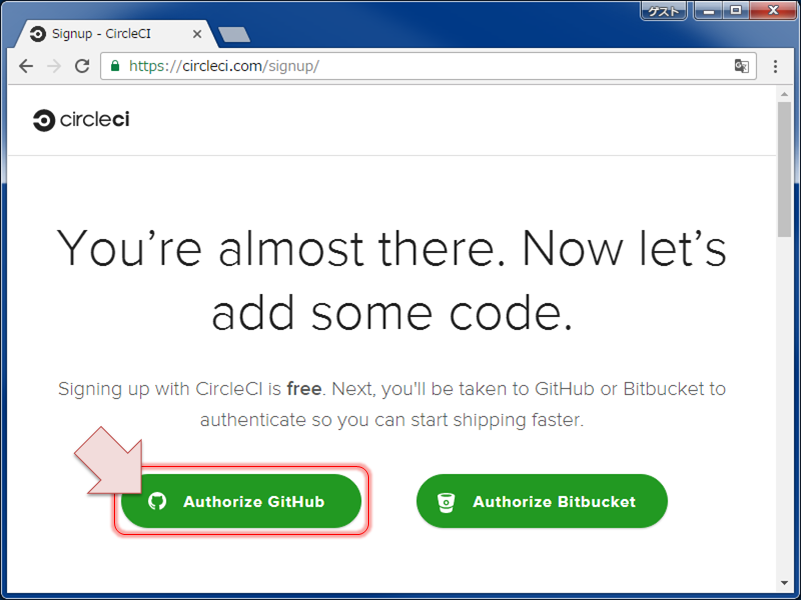 ゲスト
Signup - CircleCI
https://circleci.com/signup/
circleci
You're almost there. Now let's
add some code.
Signing up with CircleCI is free. Next, you'll be taken to GitHub or Bitbucket to
authenticate so you can start shipping faster.
Authorize GitHub
Authorize Bitbucket